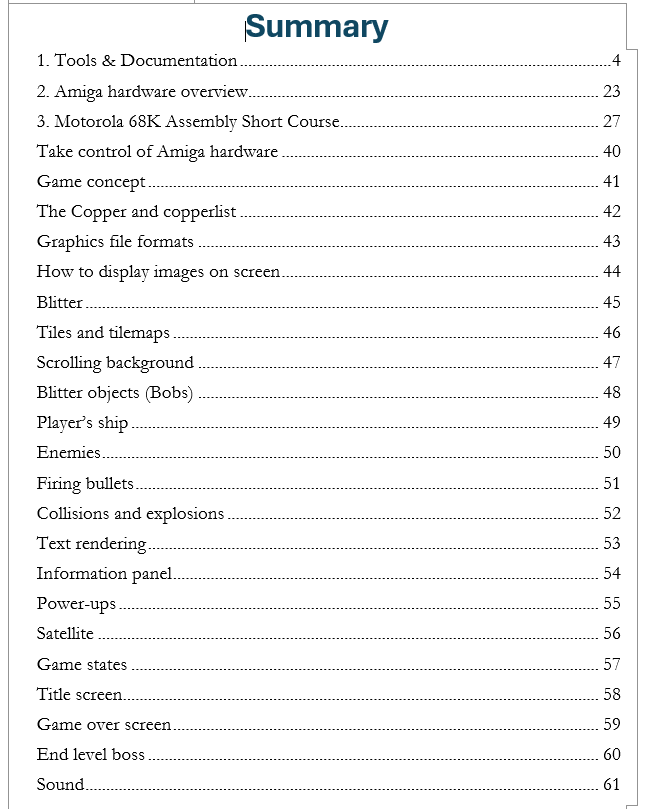 Summary
1. Tools & Documentation 4
2. Amiga hardware overview 23
3. Motorola 68K Assembly Short Course 27
Take control of Amiga hardware 40
Game concept 41
The Copper and copperlist 42
Graphics file formats 43
How to display images on screen 44
Blitter 45
Tiles and tilemaps 46
Scrolling background 47
Blitter objects (Bobs) 48
Player's ship 49
Enemies 50
Firing bullets 51
Collisions and explosions 52
Text rendering 53
Information panel 54
Power-ups 55
Satellite 56
Game states 57
Title screen 58
Game over screen 59
End level boss 60
Sound 61